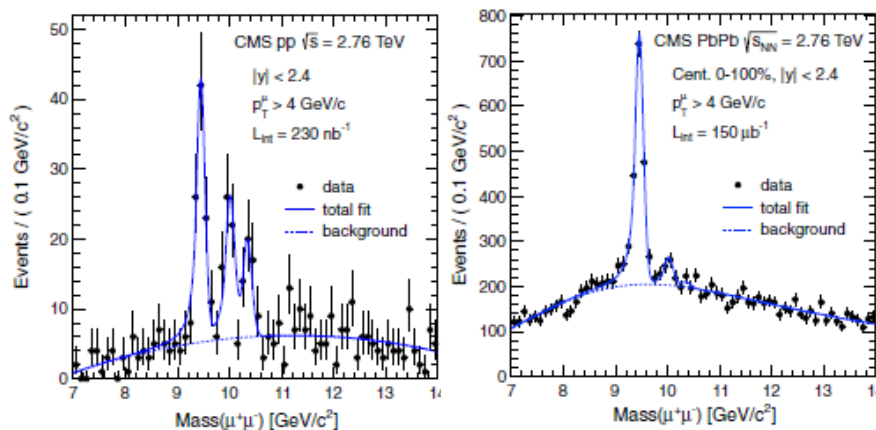 CMS pp √s = 2.76 TeV
|y| < 2.4
p_T^μ > 4 GeV/c
L_int = 230 nb⁻¹
data
total fit
background
Events / ( 0.1 GeV/c² )
50
40
30
20
10
0
7 8 9 10 11 12 13 14
Mass(μ⁺μ⁻) [GeV/c²]
CMS PbPb √s_NN = 2.76 TeV
Cent. 0-100%, |y| < 2.4
p_T^μ > 4 GeV/c
L_int = 150 μb⁻¹
data
total fit
background
Events / ( 0.1 GeV/c² )
800
700
600
500
400
300
200
100
0
7 8 9 10 11 12 13 14
Mass(μ⁺μ⁻) [GeV/c²]